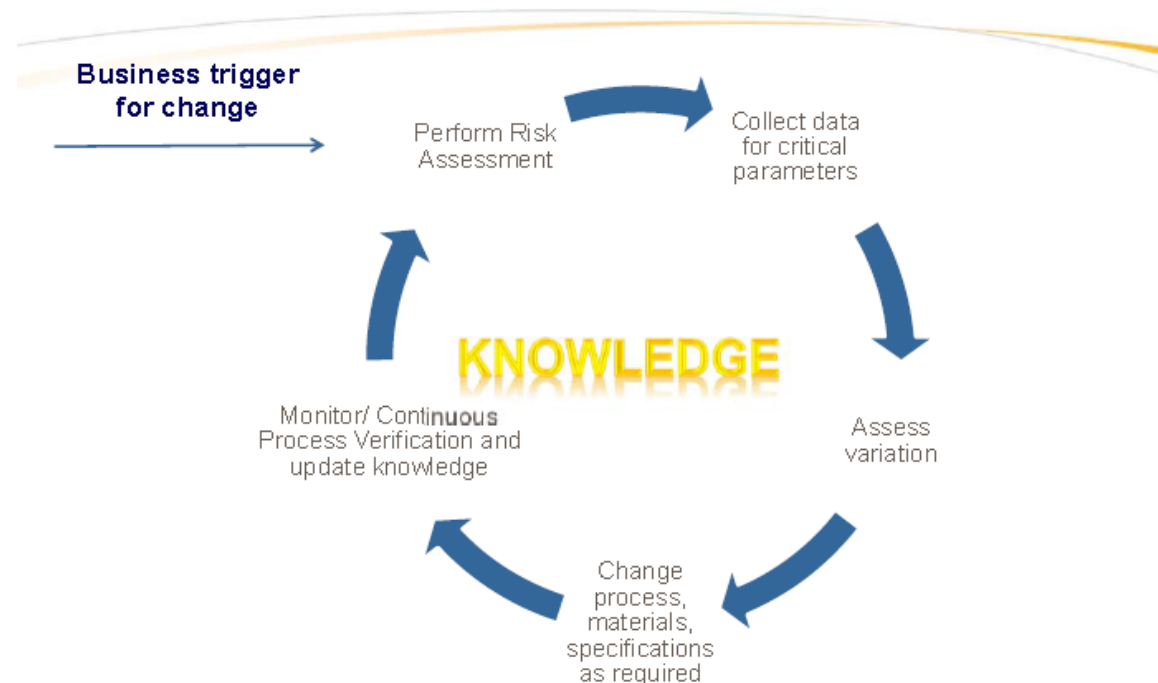 Business trigger
for change
Perform Risk
Assessment
Collect data
for critical
parameters
KNOWLEDGE
Assess
variation
Change
process,
materials,
specifications
as required
Monitor/ Continuous
Process Verification and
update knowledge